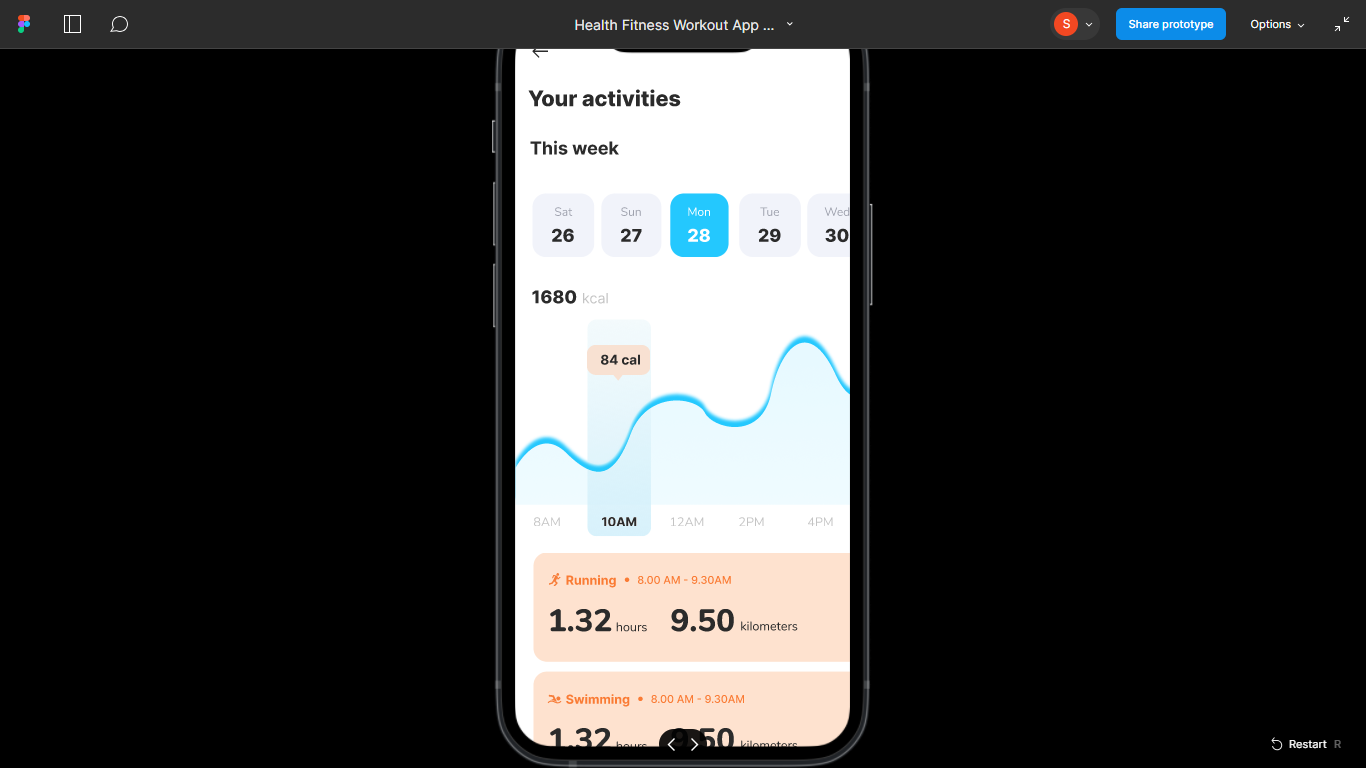 Health Fitness Workout App ...
S
Share prototype
Options
Your activities
This week
Sat Sun Mon Tue Wed
26 27 28 29 30
1680 kcal
84 cal
8AM 10AM 12AM 2PM 4PM
Running • 8.00 AM - 9.30AM
1.32 hours 9.50 kilometers
Swimming • 8.00 AM - 9.30AM
1.32 hours 9.50 kilometers
Restart R